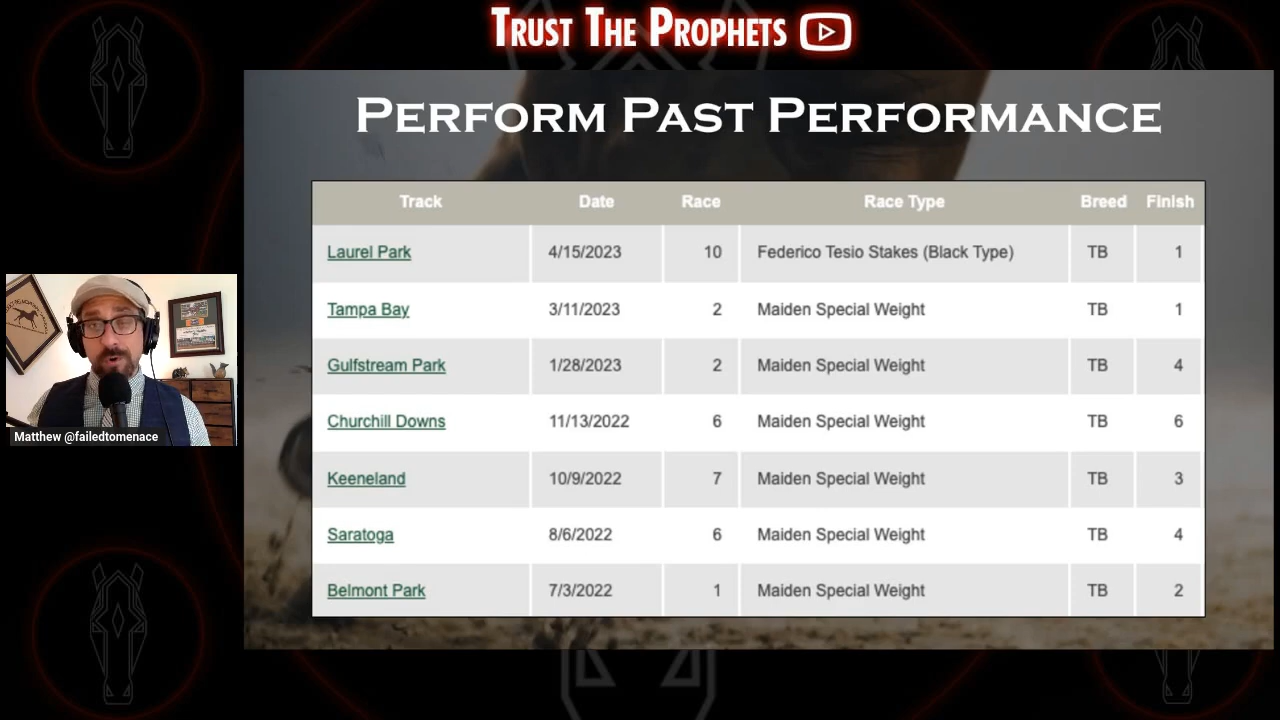 TRUST THE PROPHETS
PERFORM PAST PERFORMANCE
Track Date Race Race Type Breed Finish
Laurel Park 4/15/2023 10 Federico Tesio Stakes (Black Type) TB 1
Tampa Bay 3/11/2023 2 Maiden Special Weight TB 1
Gulfstream Park 1/28/2023 2 Maiden Special Weight TB 4
Churchill Downs 11/13/2022 6 Maiden Special Weight TB 6
Keeneland 10/9/2022 7 Maiden Special Weight TB 3
Saratoga 8/6/2022 6 Maiden Special Weight TB 4
Belmont Park 7/3/2022 1 Maiden Special Weight TB 2
Matthew @failedtomenace